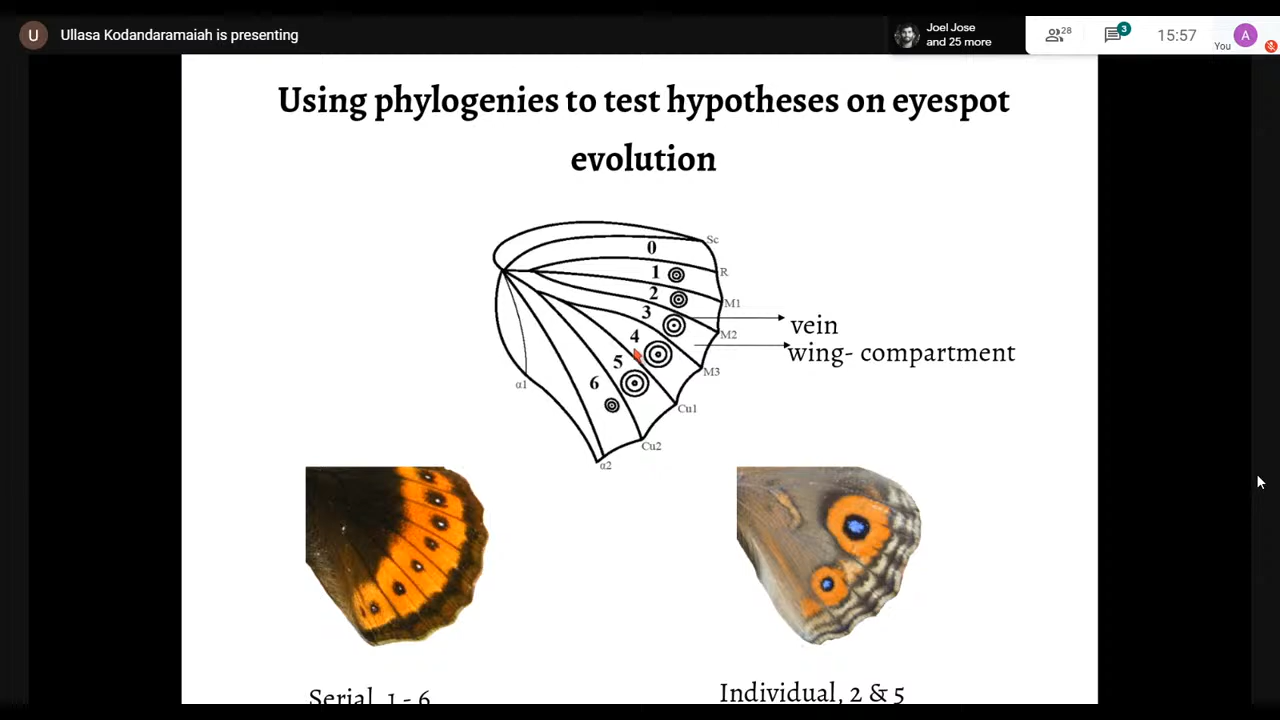 U
Ullasa Kodandaramaiah is presenting
Joel Jose
and 25 more
28
3
15:57
You
A
Using phylogenies to test hypotheses on eyespot
evolution
0
Sc
1
R
2
M1
3
vein
4
M2
wing- compartment
5
M3
6
α1
Cu1
Cu2
α2
Serial, 1 - 6
Individual, 2 & 5